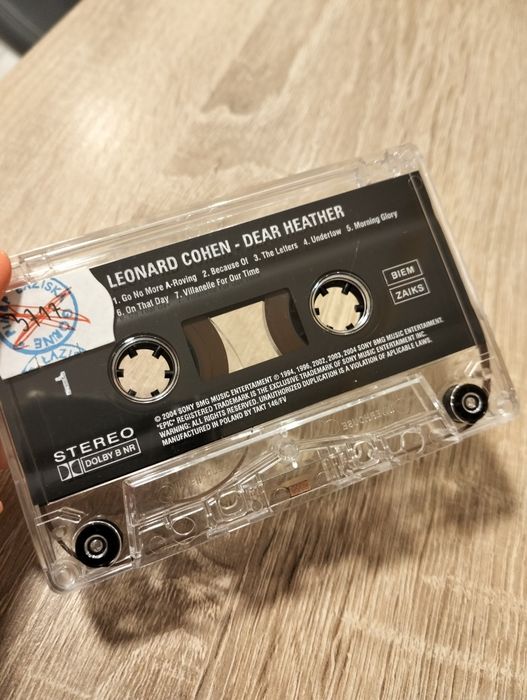 LEONARD COHEN - DEAR HEATHER
1. Go No More A-Roving 2. Because Of 3. The Letters 4. Undertow 5. Morning Glory
6. On That Day 7. Villanelle For Our Time
BIEM
ZAIKS
1
STEREO
DOLBY B NR
© 2004 SONY BMG MUSIC ENTERTAIMENT ℗ 1994, 1996, 2002, 2003, 2004 SONY BMG MUSIC ENTERTAIMENT.
"EPIC" REGISTERED TRADEMARK IS THE EXCLUSIVE TRADEMARK OF SONY MUSIC ENTERTAIMENT INC.
WARNING: ALL RIGHTS RESERVED. UNAUTHORIZED DUPLICATION IS A VIOLATION OF APLICABLE LAWS.
MANUFACTURED IN POLAND BY TAKT 146/FV